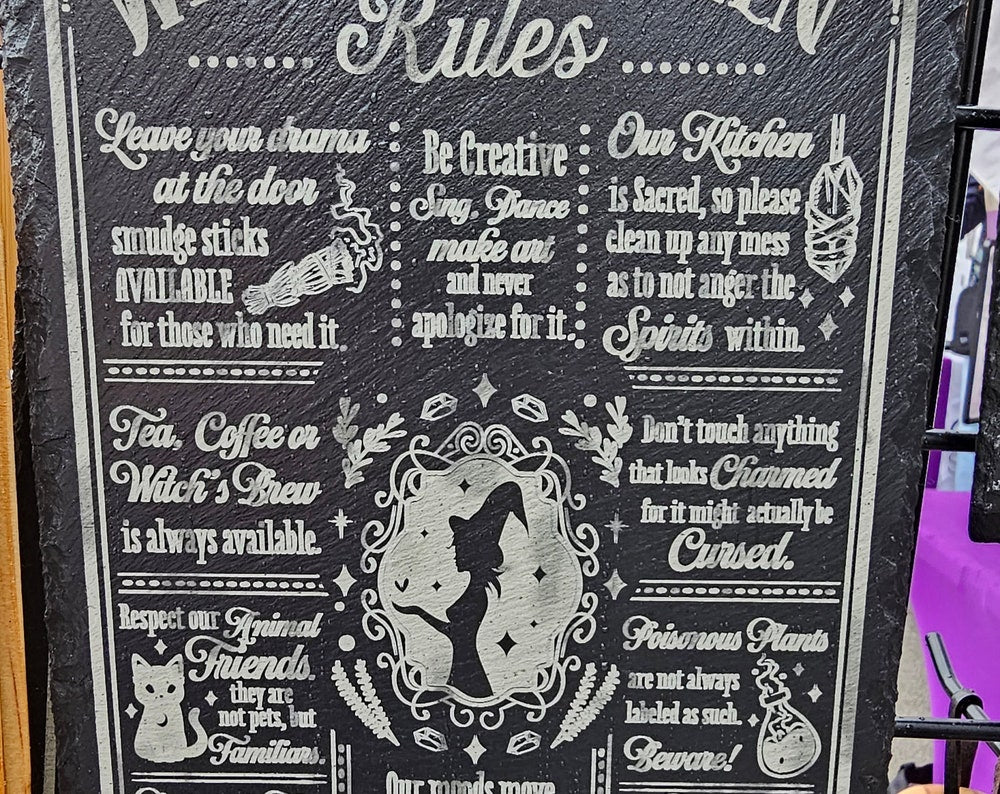 Rules
Leave your drama
at the door
smudge sticks
AVAILABLE
for those who need it.
Be Creative
Sing, Dance
make art
and never
apologize for it.
Our Kitchen
is Sacred, so please
clean up any mess
as to not anger the
Spirits within.
Tea, Coffee or
Witch's Brew
is always available.
Don't touch anything
that looks Charmed
for it might actually be
Cursed.
Respect our Animal
Friends.
they are
not pets, but
Familiars.
Poisonous Plants
are not always
labeled as such.
Beware!
Our moods move